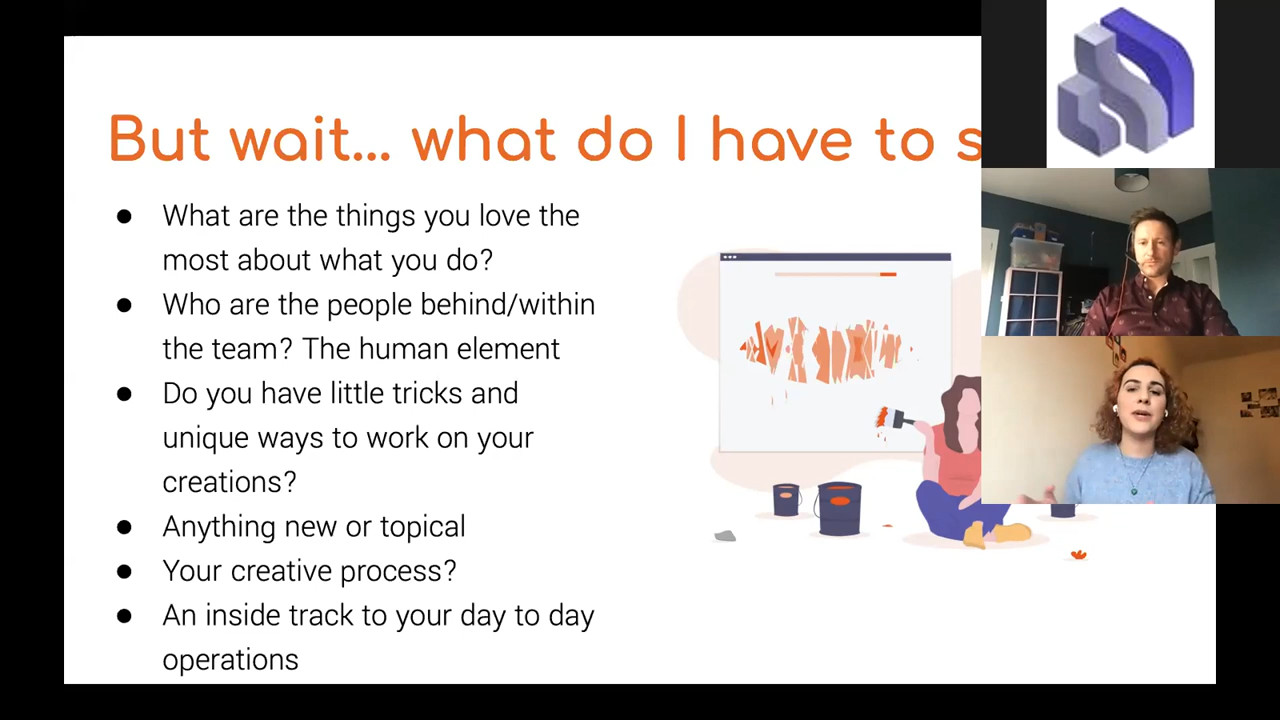 But wait... what do I have to s
● What are the things you love the
most about what you do?
● Who are the people behind/within
the team? The human element
● Do you have little tricks and
unique ways to work on your
creations?
● Anything new or topical
● Your creative process?
● An inside track to your day to day
operations